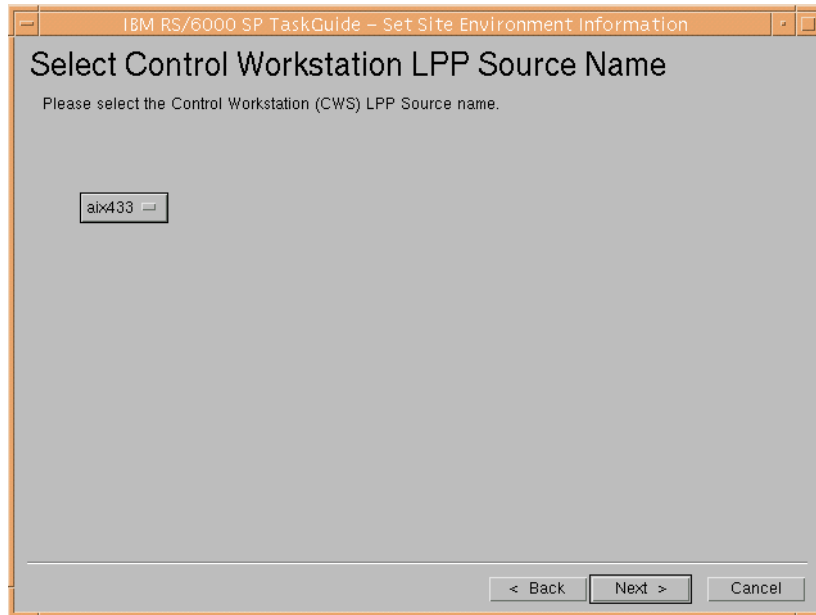 IBM RS/6000 SP TaskGuide – Set Site Environment Information
Select Control Workstation LPP Source Name
Please select the Control Workstation (CWS) LPP Source name.
aix433
< Back Next > Cancel